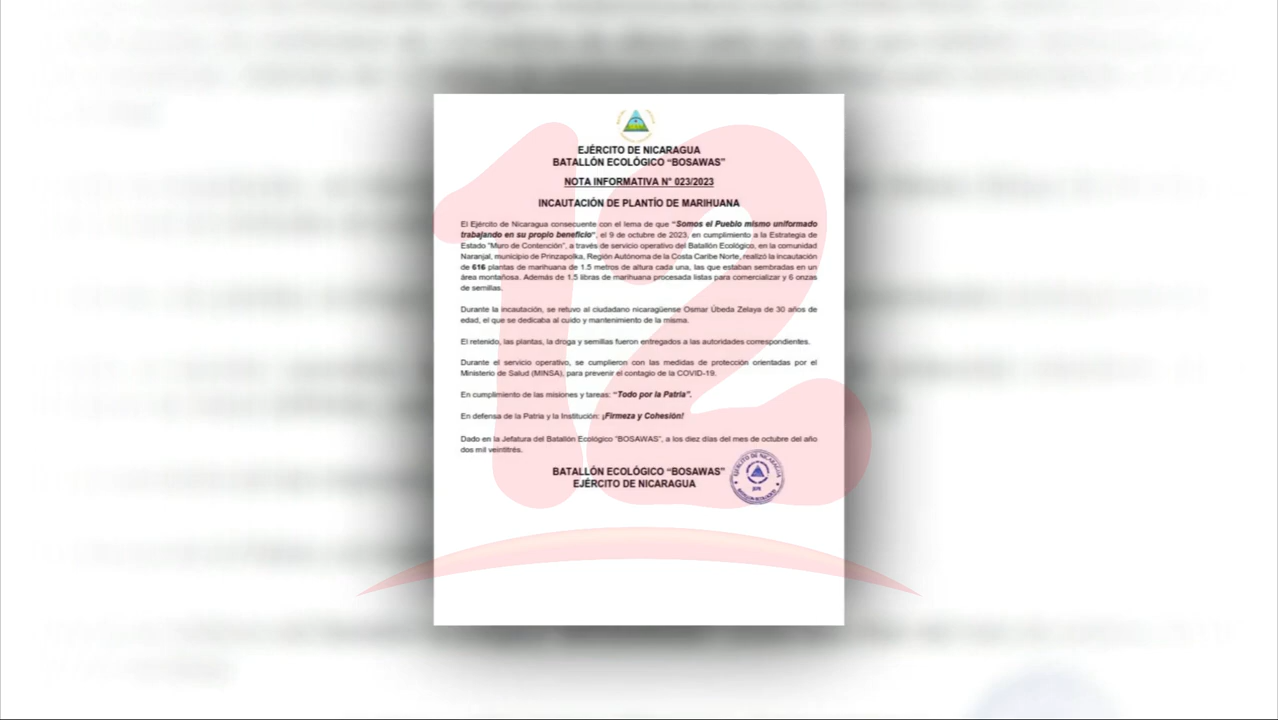 EJÉRCITO DE NICARAGUA
BATALLÓN ECOLÓGICO “BOSAWAS”
NOTA INFORMATIVA N° 023/2023
INCAUTACIÓN DE PLANTÍO DE MARIHUANA
El Ejército de Nicaragua consecuente con el lema de que “Somos el Pueblo mismo uniformado
trabajando en su propio beneficio”, el 9 de octubre de 2023, en cumplimiento a la Estrategia de
Estado “Muro de Contención”, a través de servicio operativo del Batallón Ecológico, en la comunidad
Naranjal, municipio de Prinzapolka, Región Autónoma de la Costa Caribe Norte, realizó la incautación
de 616 plantas de marihuana de 1.5 metros de altura cada una, las que estaban sembradas en un
área montañosa. Además de 1.5 libras de marihuana procesada listas para comercializar y 6 onzas
de semillas.
Durante la incautación, se retuvo al ciudadano nicaragüense Osmar Úbeda Zelaya de 30 años de
edad, el que se dedicaba al cuido y mantenimiento de la misma.
El retenido, las plantas, la droga y semillas fueron entregados a las autoridades correspondientes.
Durante el servicio operativo, se cumplieron con las medidas de protección orientadas por el
Ministerio de Salud (MINSA), para prevenir el contagio de la COVID-19.
En cumplimiento de las misiones y tareas: “Todo por la Patria”.
En defensa de la Patria y la Institución: ¡Firmeza y Cohesión!
Dado en la Jefatura del Batallón Ecológico “BOSAWAS”, a los diez días del mes de octubre del año
dos mil veintitrés.
BATALLÓN ECOLÓGICO “BOSAWAS”
EJÉRCITO DE NICARAGUA
EJÉRCITO DE NICARAGUA
BATALLÓN ECOLÓGICO
12